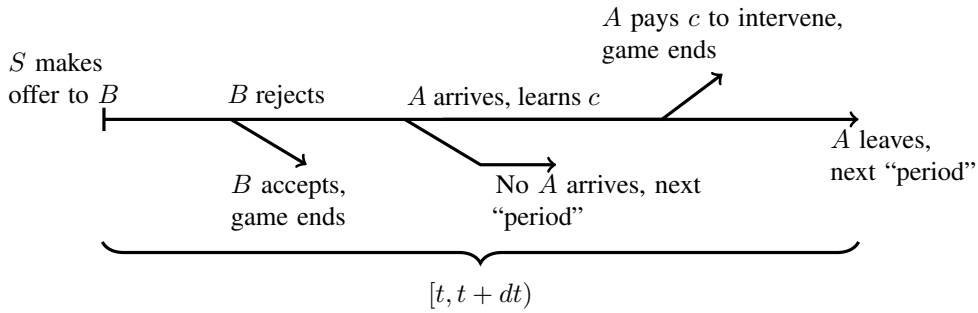 A pays c to intervene,
game ends
S makes
offer to B
B rejects
A arrives, learns c
A leaves,
next “period”
B accepts,
game ends
No A arrives, next
“period”
[t, t + dt)